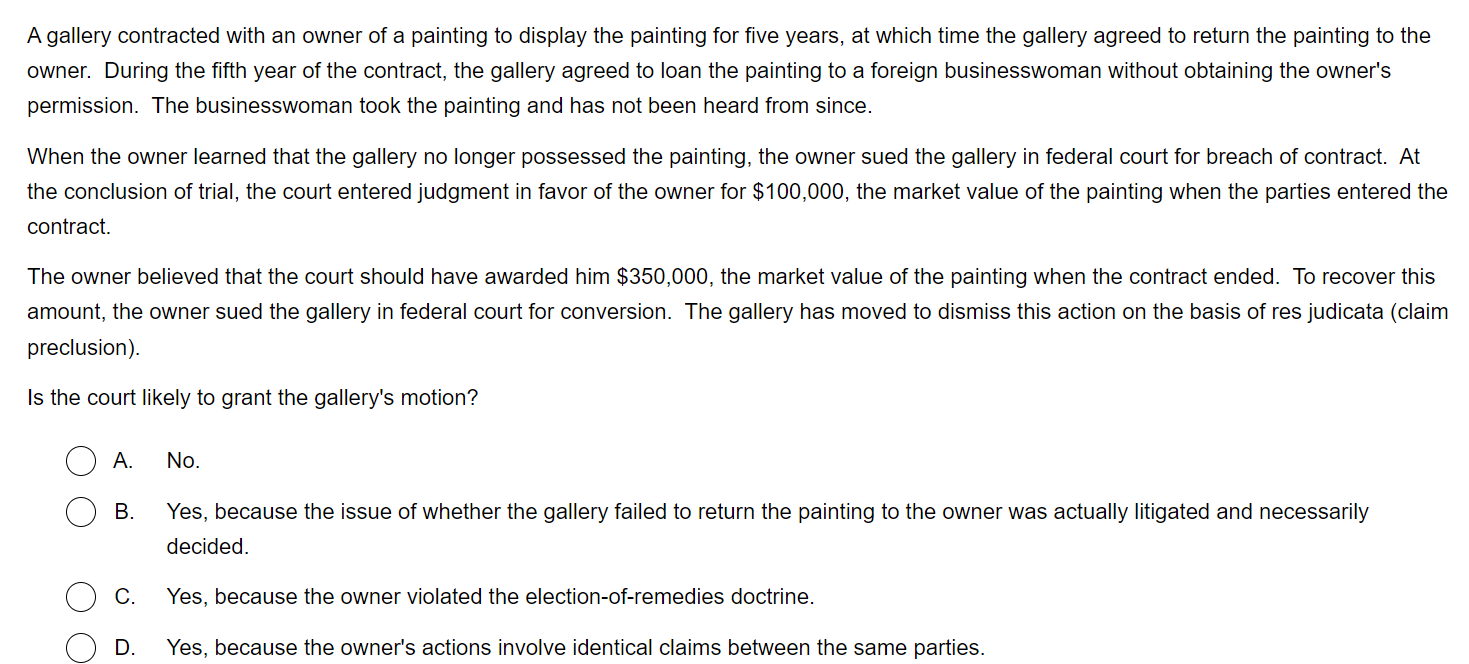 A gallery contracted with an owner of a painting to display the painting for five years, at which time the gallery agreed to return the painting to the
owner.  During the fifth year of the contract, the gallery agreed to loan the painting to a foreign businesswoman without obtaining the owner's
permission.  The businesswoman took the painting and has not been heard from since.
When the owner learned that the gallery no longer possessed the painting, the owner sued the gallery in federal court for breach of contract.  At
the conclusion of trial, the court entered judgment in favor of the owner for $100,000, the market value of the painting when the parties entered the
contract.
The owner believed that the court should have awarded him $350,000, the market value of the painting when the contract ended.  To recover this
amount, the owner sued the gallery in federal court for conversion.  The gallery has moved to dismiss this action on the basis of res judicata (claim
preclusion).
Is the court likely to grant the gallery's motion?
A. No.
B. Yes, because the issue of whether the gallery failed to return the painting to the owner was actually litigated and necessarily
decided.
C. Yes, because the owner violated the election-of-remedies doctrine.
D. Yes, because the owner's actions involve identical claims between the same parties.